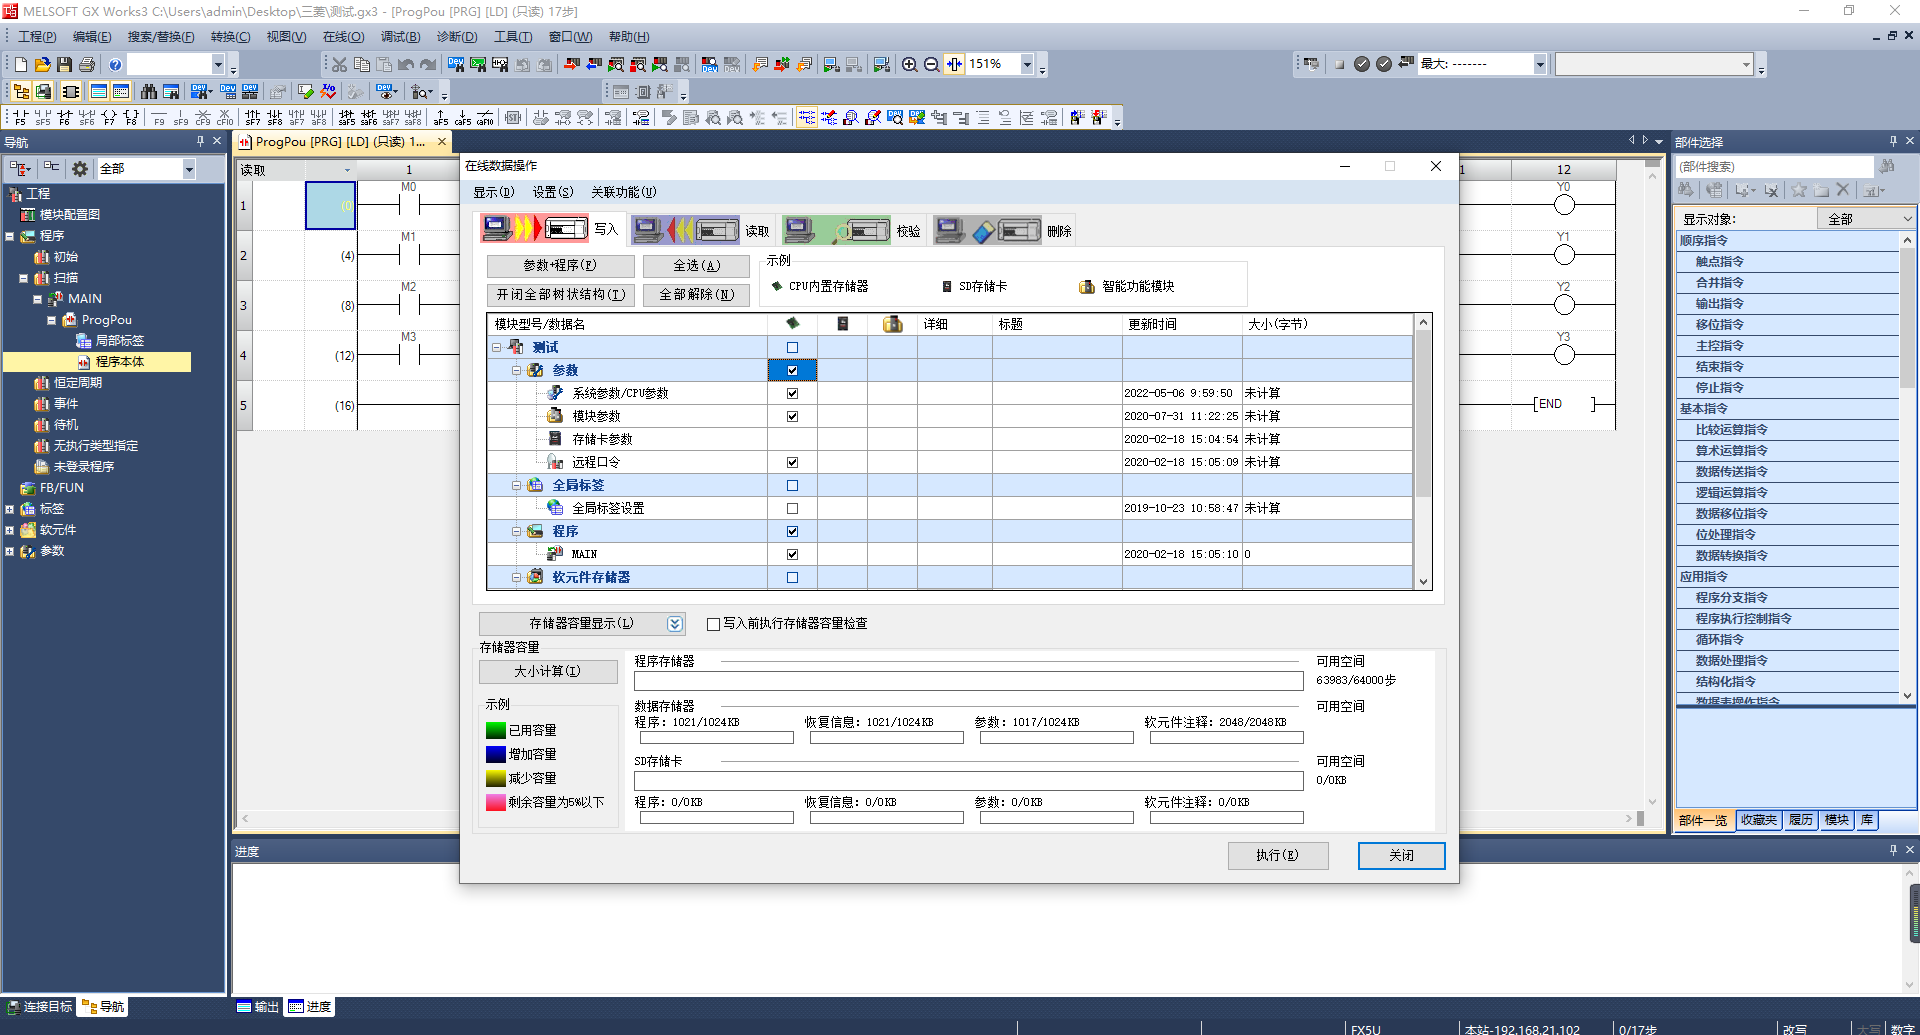 MELSOFT GX Works3 C:\Users\admin\Desktop\三菱\测试.gx3 - [ProgPou [PRG] [LD] (只读) 17步]
工程(P) 编辑(E) 搜索/替换(F) 转换(C) 视图(V) 在线(O) 调试(B) 诊断(D) 工具(T) 窗口(W) 帮助(H)
151%
最大: -------
F5 sF5 F6 sF6 F7 F8 F9 sF9 cF9 cF10 sF7 sF8 aF7 aF8 saF5 saF6 saF7 saF8 aF5 caF5 caF10
导航
全部
工程
模块配置图
程序
初始
扫描
MAIN
ProgPou
局部标签
程序本体
恒定周期
事件
待机
无执行类型指定
未登录程序
FB/FUN
标签
软元件
参数
连接目标
导航
ProgPou [PRG] [LD] (只读) 1...
读取
1
1
12
1 (0) M0 Y0
2 (4) M1 Y1
3 (8) M2 Y2
4 (12) M3 Y3
5 (16) [END ]
在线数据操作
显示(D) 设置(S) 关联功能(U)
写入 读取 校验 删除
参数+程序(F) 全选(A)
开闭全部树状结构(T) 全部解除(N)
示例
CPU内置存储器 SD存储卡 智能功能模块
模块型号/数据名 详细 标题 更新时间 大小(字节)
测试
参数
系统参数/CPU参数 2022-05-06 9:59:50 未计算
模块参数 2020-07-31 11:22:25 未计算
存储卡参数 2020-02-18 15:04:54 未计算
远程口令 2020-02-18 15:05:09 未计算
全局标签
全局标签设置 2019-10-23 10:58:47 未计算
程序
MAIN 2020-02-18 15:05:10 0
软元件存储器
存储器容量显示(L) 写入前执行存储器容量检查
存储器容量
大小计算(I)
示例
已用容量
增加容量
减少容量
剩余容量为5%以下
程序存储器 可用空间
63983/64000步
数据存储器 可用空间
程序: 1021/1024KB 恢复信息: 1021/1024KB 参数: 1017/1024KB 软元件注释: 2048/2048KB
SD存储卡 可用空间
0/0KB
程序: 0/0KB 恢复信息: 0/0KB 参数: 0/0KB 软元件注释: 0/0KB
执行(E) 关闭
部件选择
(部件搜索)
显示对象: 全部
顺序指令
触点指令
合并指令
输出指令
移位指令
主控指令
结束指令
停止指令
基本指令
比较运算指令
算术运算指令
数据传送指令
逻辑运算指令
数据移位指令
位处理指令
数据转换指令
应用指令
程序分支指令
程序执行控制指令
循环指令
数据处理指令
结构化指令
数据表操作指令
部件一览 收藏夹 履历 模块 库
进度
输出 进度
FX5U 本站-192.168.21.102 0/17步 改写 大写 数字